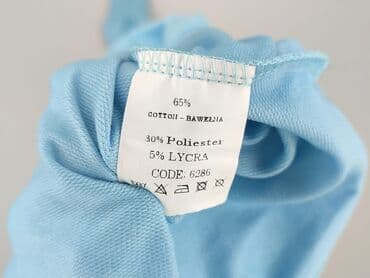 65%
COTTON - BAWEŁNA
30% Poliester
5% LYCRA
CODE. 6286